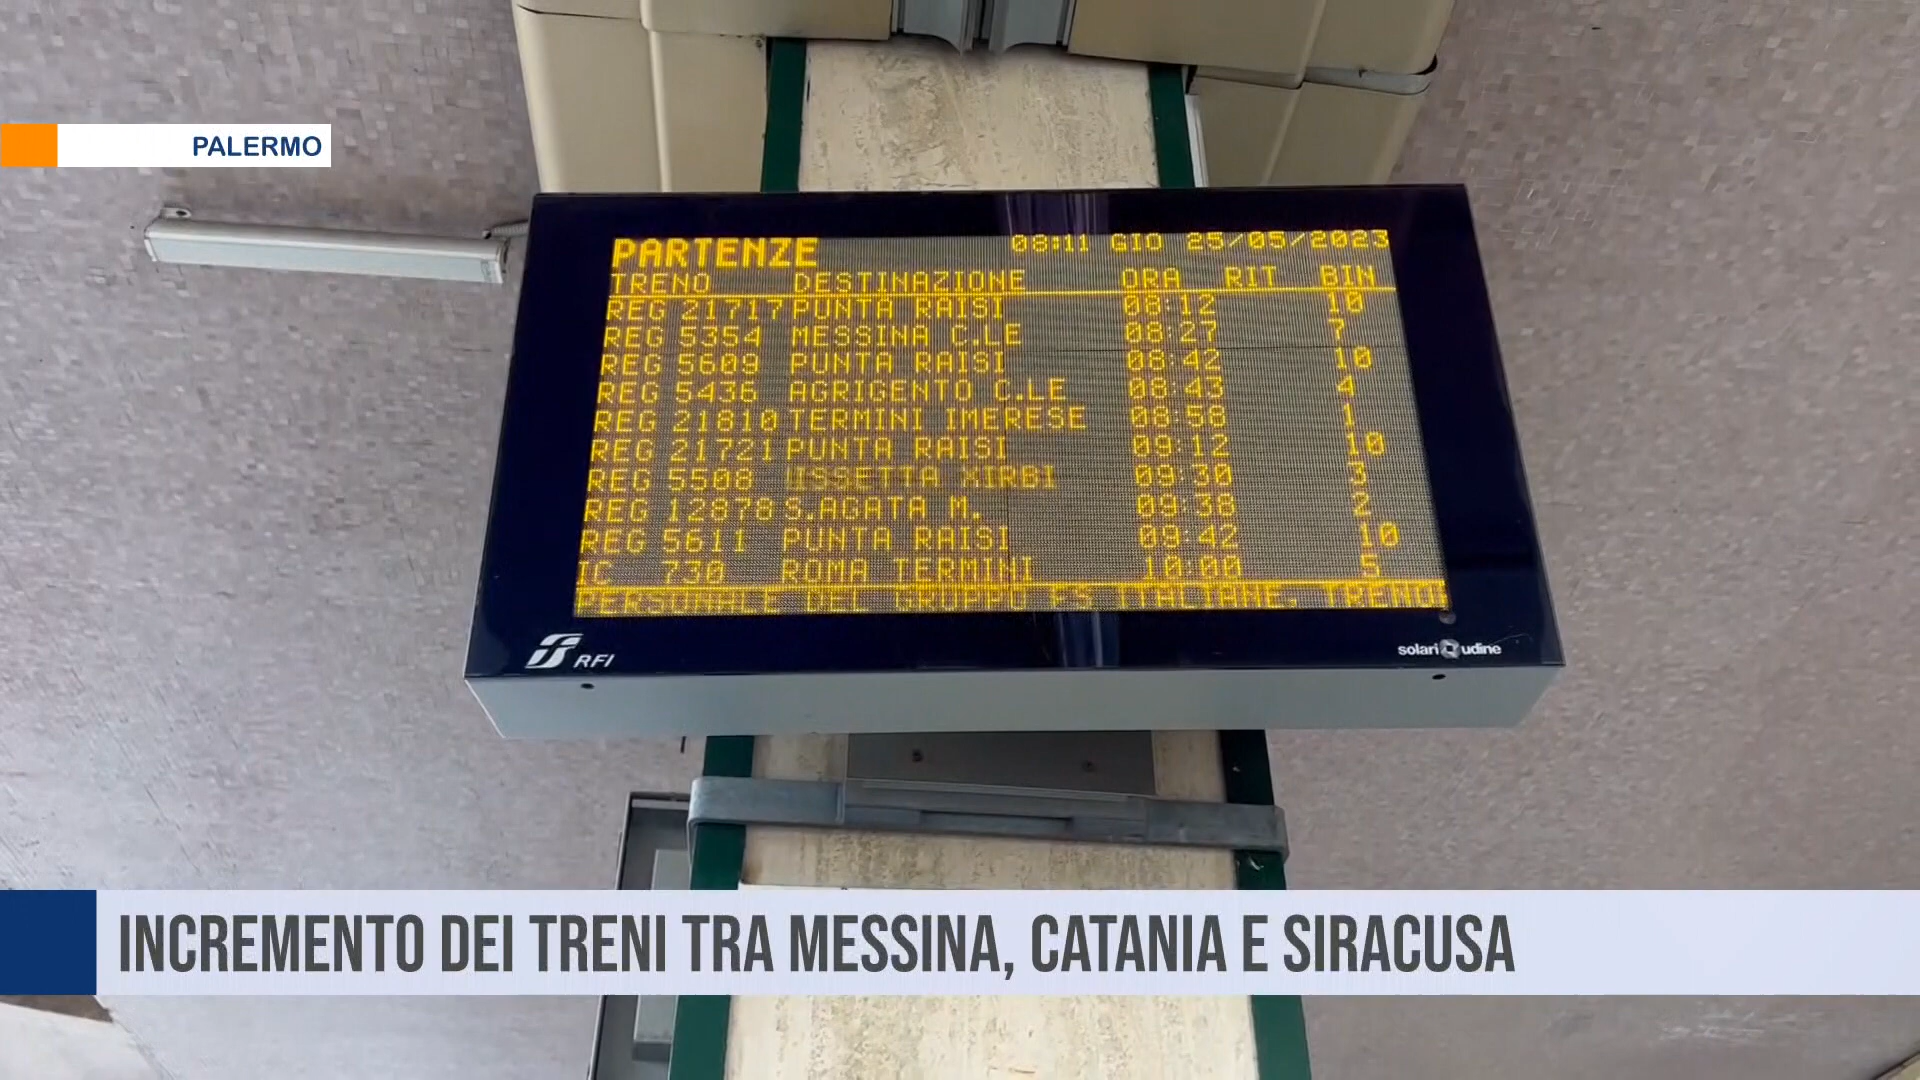 PALERMO
PARTENZE 08:11 GIO 25/05/2023
TRENO DESTINAZIONE ORA RIT BIN
REG 21717 PUNTA RAISI 08:12 10
REG 5354 MESSINA C.LE 08:27 7
REG 5609 PUNTA RAISI 08:42 10
REG 5436 AGRIGENTO C.LE 08:43 4
REG 21810 TERMINI IMERESE 08:58 1
REG 21721 PUNTA RAISI 09:12 10
REG 5508 ISSETTA XIRBI 09:30 3
REG 12878 S.AGATA M. 09:38 2
REG 5611 PUNTA RAISI 09:42 10
IC 730 ROMA TERMINI 10:00 5
PERSONALE DEL GRUPPO FS ITALIANE. TRENO
RFI
solari udine
INCREMENTO DEI TRENI TRA MESSINA, CATANIA E SIRACUSA